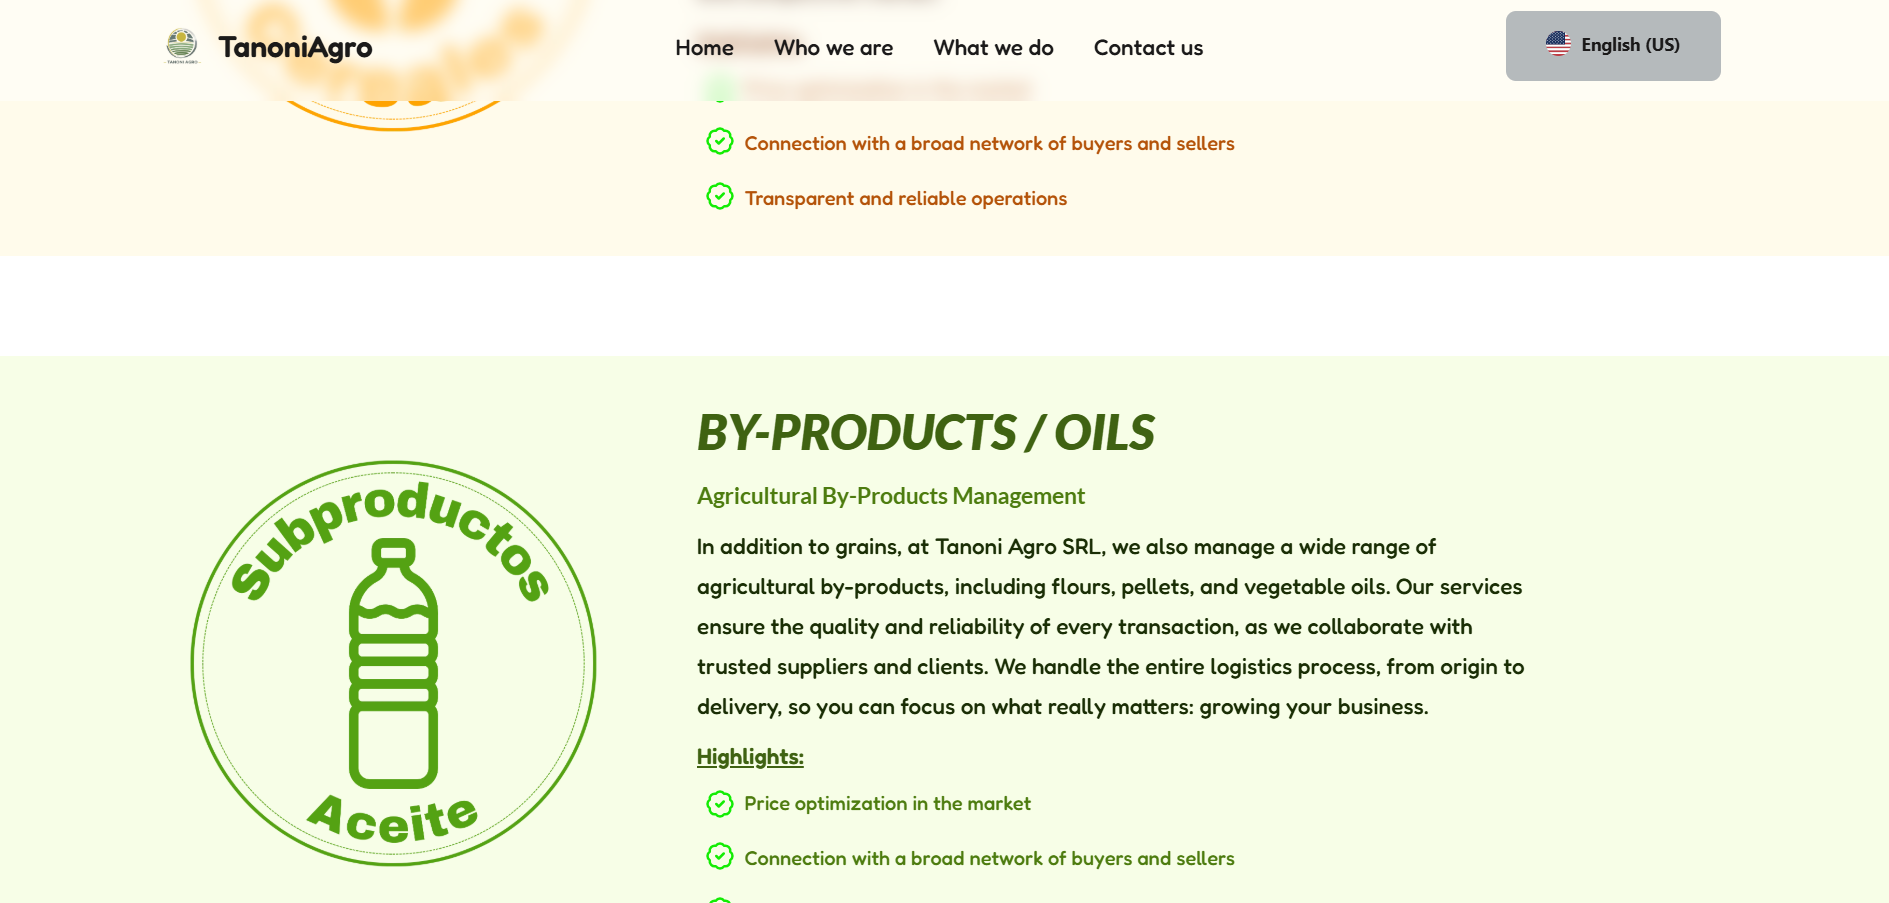 TANONI AGRO
TanoniAgro
Home
Who we are
What we do
Contact us
English (US)
Connection with a broad network of buyers and sellers
Transparent and reliable operations
Subproductos
Aceite
BY-PRODUCTS / OILS
Agricultural By-Products Management
In addition to grains, at Tanoni Agro SRL, we also manage a wide range of
agricultural by-products, including flours, pellets, and vegetable oils. Our services
ensure the quality and reliability of every transaction, as we collaborate with
trusted suppliers and clients. We handle the entire logistics process, from origin to
delivery, so you can focus on what really matters: growing your business.
Highlights:
Price optimization in the market
Connection with a broad network of buyers and sellers